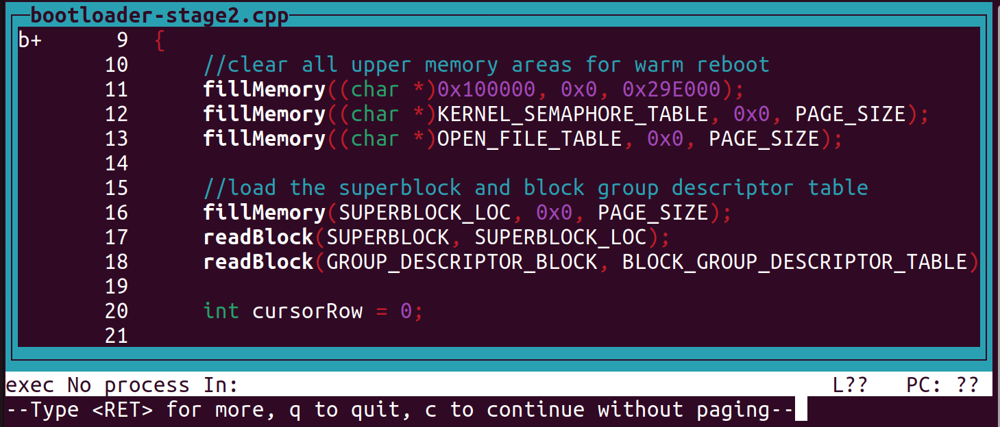 bootloader-stage2.cpp
b+ 9 {
10 //clear all upper memory areas for warm reboot
11 fillMemory((char *)0x100000, 0x0, 0x29E000);
12 fillMemory((char *)KERNEL_SEMAPHORE_TABLE, 0x0, PAGE_SIZE);
13 fillMemory((char *)OPEN_FILE_TABLE, 0x0, PAGE_SIZE);
14
15 //load the superblock and block group descriptor table
16 fillMemory(SUPERBLOCK_LOC, 0x0, PAGE_SIZE);
17 readBlock(SUPERBLOCK, SUPERBLOCK_LOC);
18 readBlock(GROUP_DESCRIPTOR_BLOCK, BLOCK_GROUP_DESCRIPTOR_TABLE)
19
20 int cursorRow = 0;
21
exec No process In: L?? PC: ??
--Type <RET> for more, q to quit, c to continue without paging--